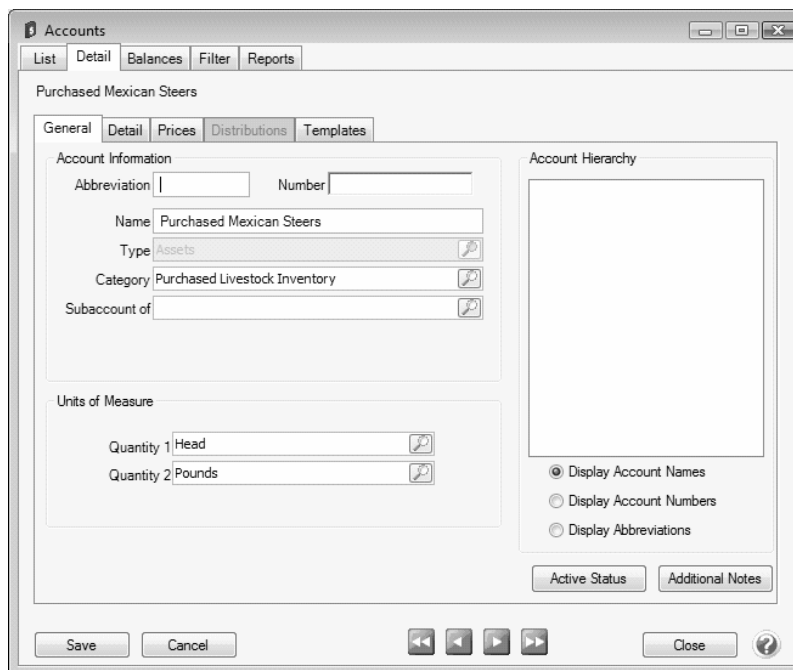 Accounts
List Detail Balances Filter Reports
Purchased Mexican Steers
General Detail Prices Distributions Templates
Account Information
Abbreviation Number
Name Purchased Mexican Steers
Type Assets
Category Purchased Livestock Inventory
Subaccount of
Units of Measure
Quantity 1 Head
Quantity 2 Pounds
Account Hierarchy
Display Account Names
Display Account Numbers
Display Abbreviations
Active Status Additional Notes
Save Cancel Close ?